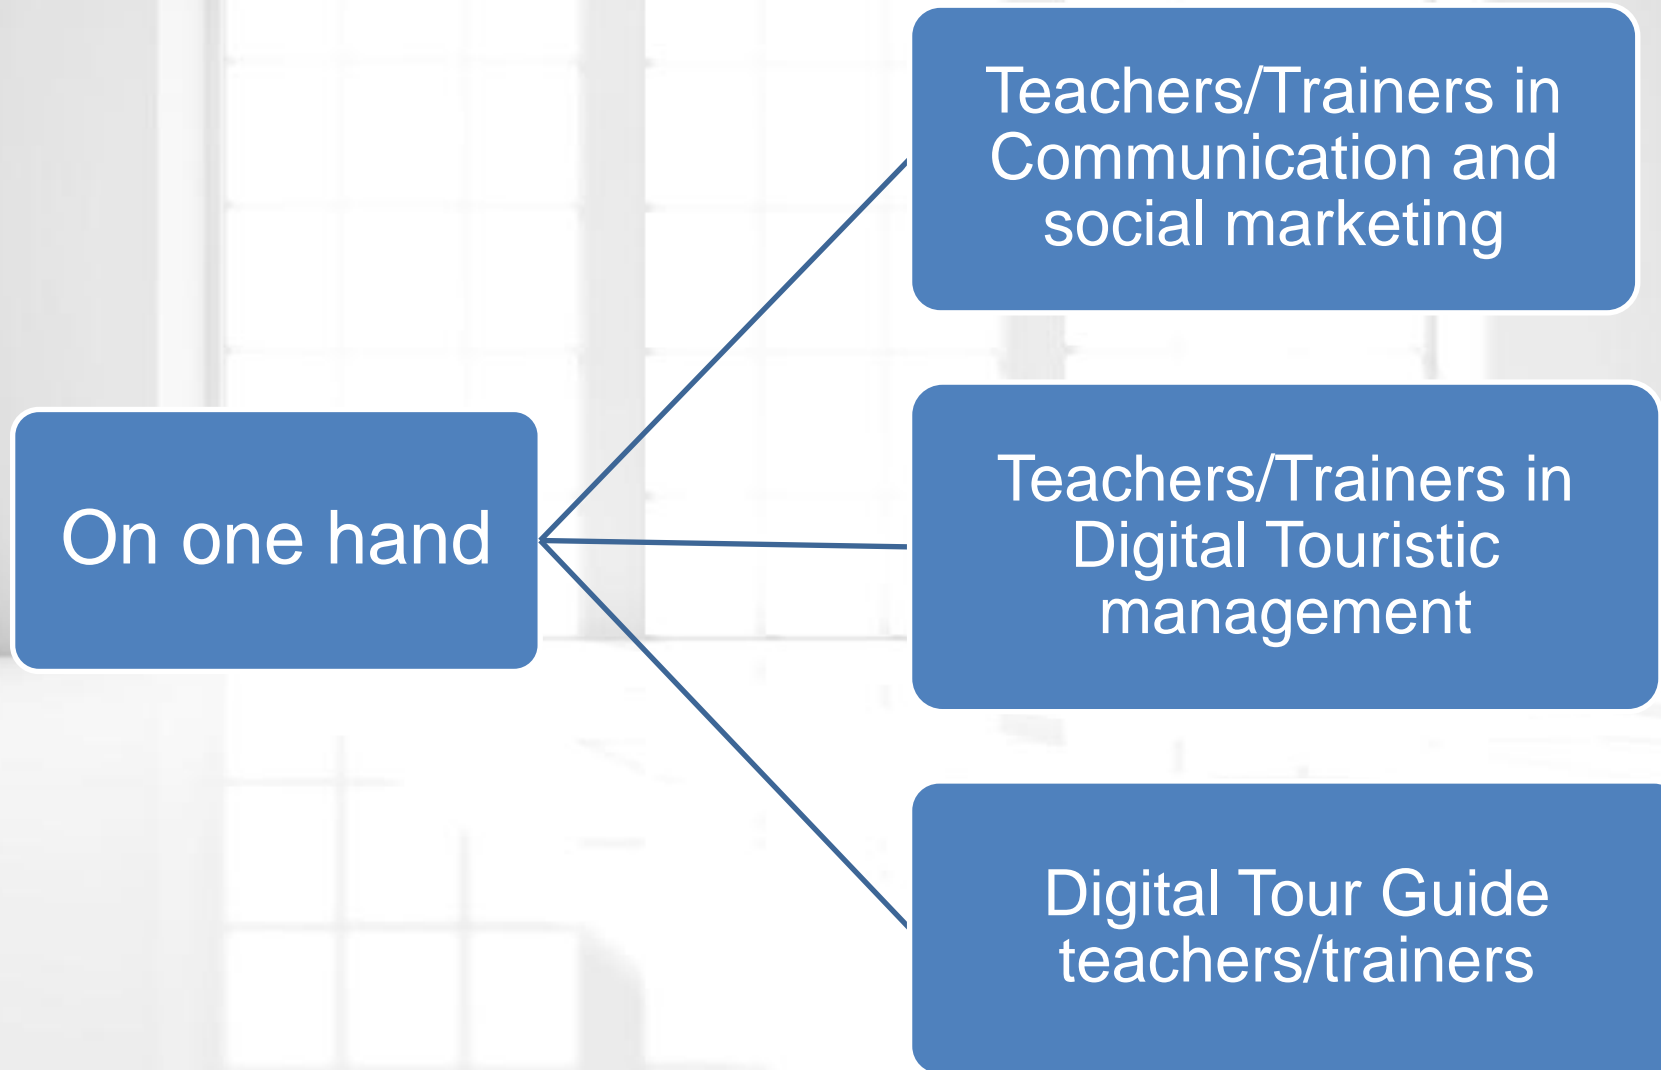 On one hand
Teachers/Trainers in
Communication and
social marketing
Teachers/Trainers in
Digital Touristic
management
Digital Tour Guide
teachers/trainers